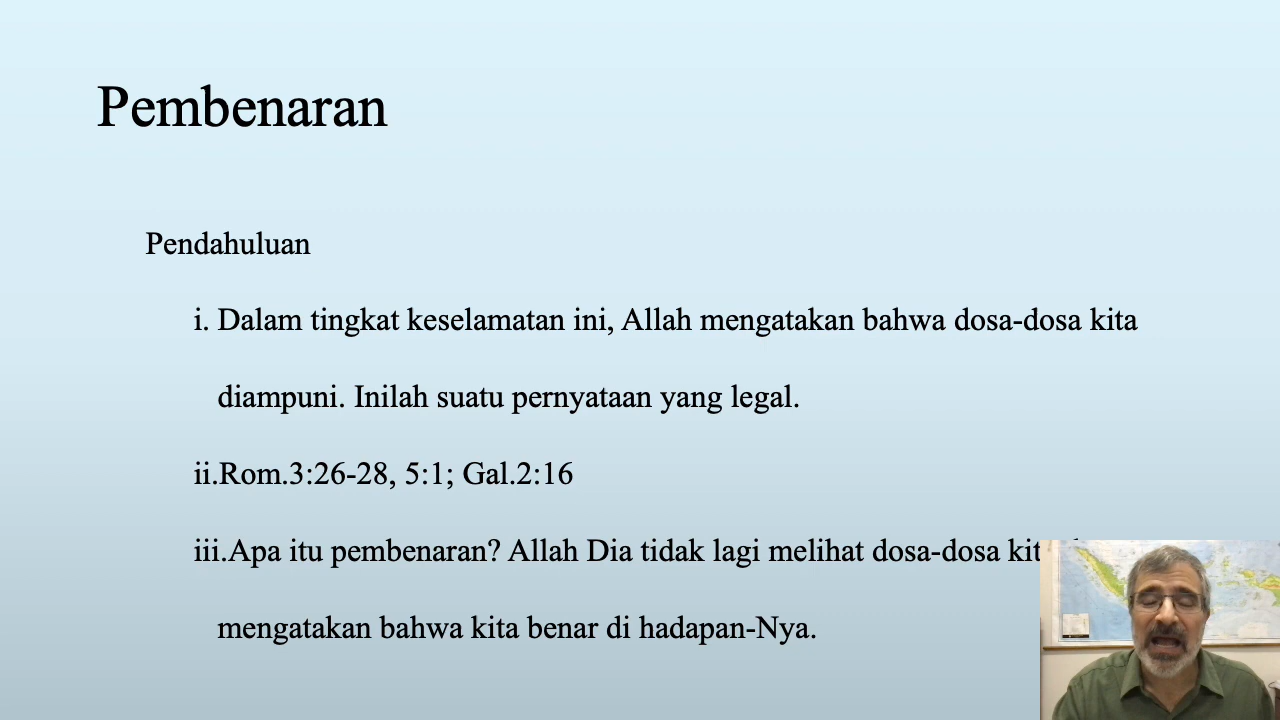 Pembenaran
Pendahuluan
i. Dalam tingkat keselamatan ini, Allah mengatakan bahwa dosa-dosa kita
diampuni. Inilah suatu pernyataan yang legal.
ii.Rom.3:26-28, 5:1; Gal.2:16
iii.Apa itu pembenaran? Allah Dia tidak lagi melihat dosa-dosa
mengatakan bahwa kita benar di hadapan-Nya.